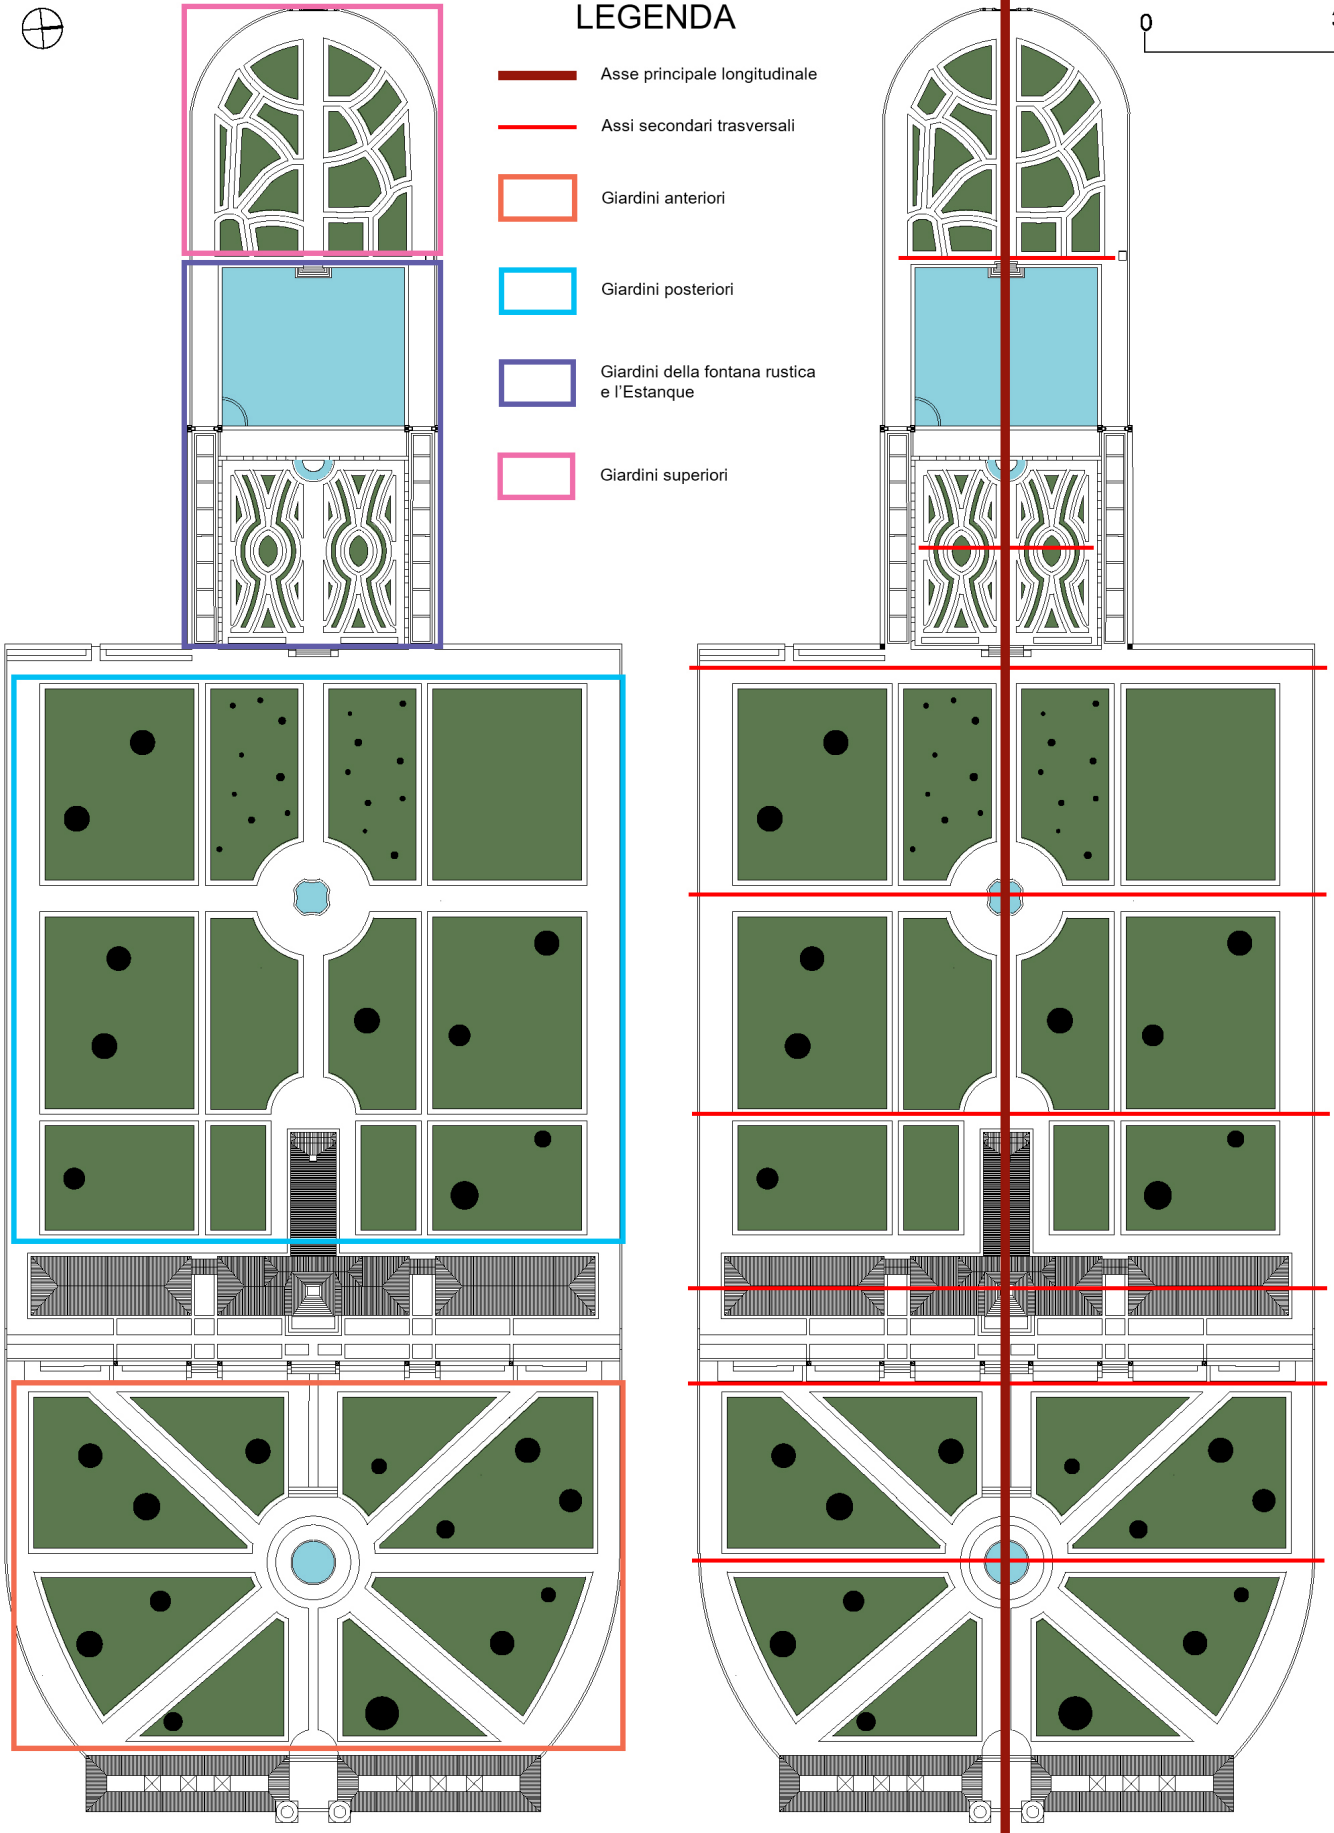 LEGENDA
0
Asse principale longitudinale
Assi secondari trasversali
Giardini anteriori
Giardini posteriori
Giardini della fontana rustica
e l'Estanque
Giardini superiori